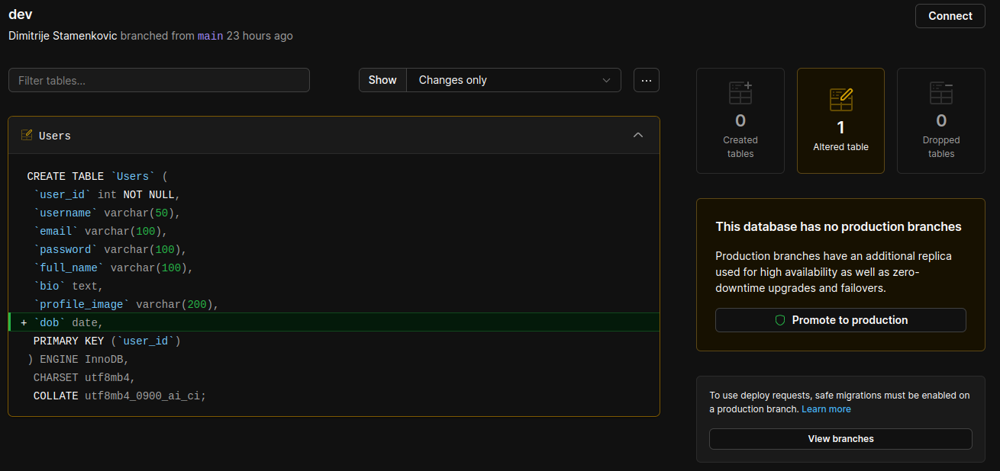 dev
Connect
Dimitrije Stamenkovic branched from main 23 hours ago
Filter tables...
Show
Changes only
...
0
Created
tables
1
Altered table
0
Dropped
tables
Users
CREATE TABLE `Users` (
`user_id` int NOT NULL,
`username` varchar(50),
`email` varchar(100),
`password` varchar(100),
`full_name` varchar(100),
`bio` text,
`profile_image` varchar(200),
+ `dob` date,
PRIMARY KEY (`user_id`)
) ENGINE InnoDB,
CHARSET utf8mb4,
COLLATE utf8mb4_0900_ai_ci;
This database has no production branches
Production branches have an additional replica
used for high availability as well as zero-
downtime upgrades and failovers.
Promote to production
To use deploy requests, safe migrations must be enabled on
a production branch. Learn more
View branches